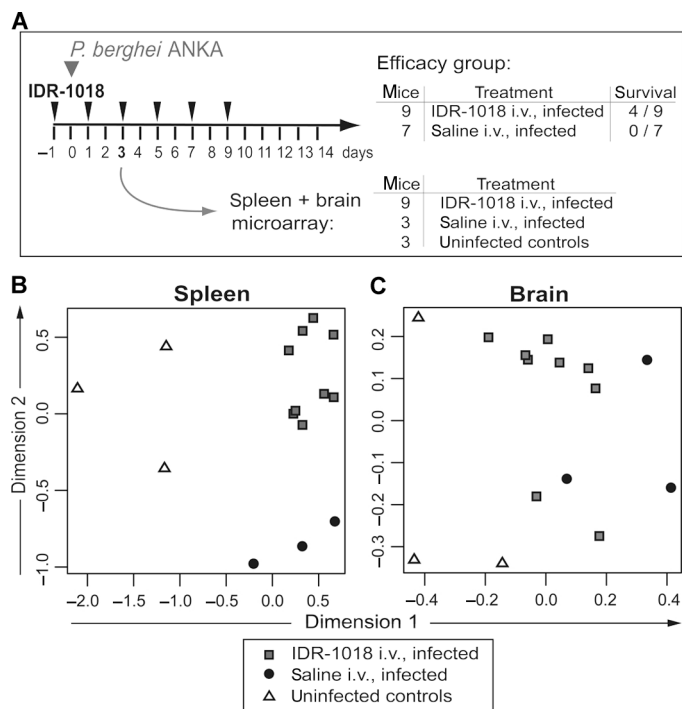 A
P. berghei ANKA
IDR-1018
–1 0 1 2 3 4 5 6 7 8 9 10 11 12 13 14 days
Efficacy group:
Mice Treatment Survival
9 IDR-1018 i.v., infected 4 / 9
7 Saline i.v., infected 0 / 7
Spleen + brain
microarray:
Mice Treatment
9 IDR-1018 i.v., infected
3 Saline i.v., infected
3 Uninfected controls
B Spleen
Dimension 2
0.5
0.0
–0.5
–1.0
–2.0 –1.5 –1.0 0.0 0.5
C Brain
0.2
0.1
0.0
–0.1
–0.2
–0.3
–0.4 –0.2 0.0 0.2 0.4
Dimension 1
IDR-1018 i.v., infected
Saline i.v., infected
Uninfected controls